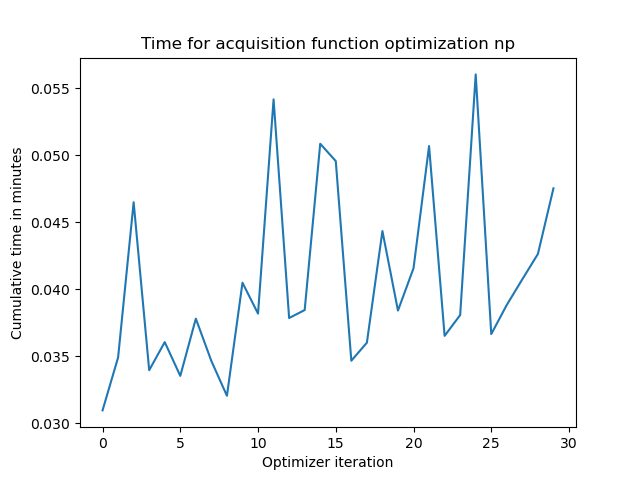 Time for acquisition function optimization np
Cumulative time in minutes
0.055
0.050
0.045
0.040
0.035
0.030
0 5 10 15 20 25 30
Optimizer iteration